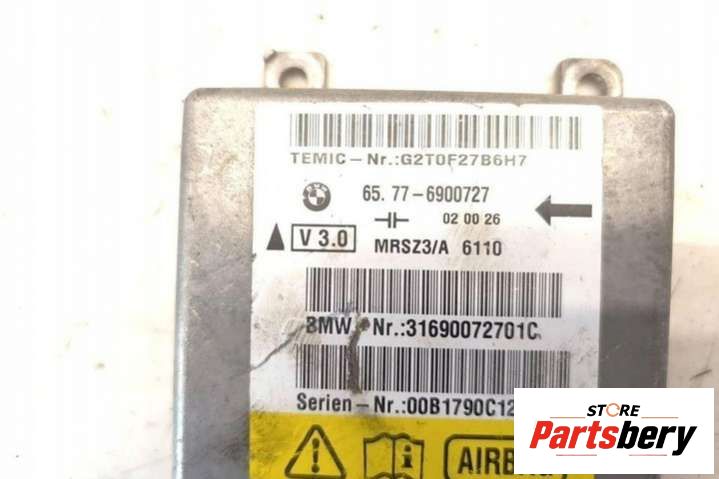 TEMIC-Nr.:G2T0F27B6H7
BMW
65.77-6900727
02 00 26
V 3.0
MRSZ3/A 6110
BMW Nr.:31690072701C
Serien-Nr.:00B1790C12
STORE
Partsbery